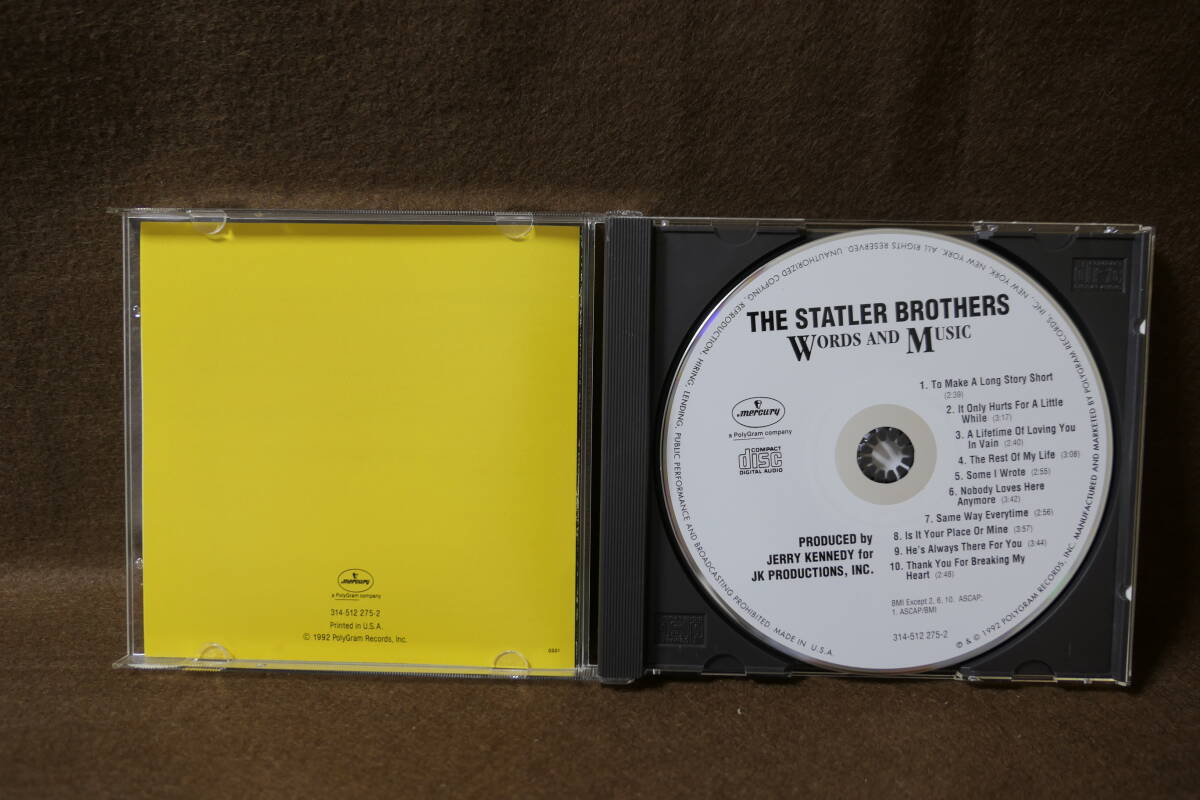 mercury
a PolyGram company
314-512 275-2
Printed in U.S.A.
© 1992 PolyGram Records, Inc.
THE STATLER BROTHERS
WORDS AND MUSIC
mercury
a PolyGram company
COMPACT
disc
DIGITAL AUDIO
1. To Make A Long Story Short
(2:39)
2. It Only Hurts For A Little
While (3:17)
3. A Lifetime Of Loving You
In Vain (2:40)
4. The Rest Of My Life (3:08)
5. Some I Wrote (2:55)
6. Nobody Loves Here
Anymore (3:42)
7. Same Way Everytime (2:56)
8. Is It Your Place Or Mine (3:57)
9. He's Always There For You (3:44)
10. Thank You For Breaking My
Heart (2:48)
PRODUCED by
JERRY KENNEDY for
JK PRODUCTIONS, INC.
BMI Except 2, 6, 10. ASCAP;
1. ASCAP/BMI
314-512 275-2
℗ & © 1992 POLYGRAM RECORDS, INC. MANUFACTURED AND MARKETED BY POLYGRAM RECORDS, INC., NEW YORK, NEW YORK. ALL RIGHTS RESERVED. UNAUTHORIZED COPYING, REPRODUCTION, HIRING, LENDING, PUBLIC PERFORMANCE AND BROADCASTING PROHIBITED. MADE IN U.S.A.